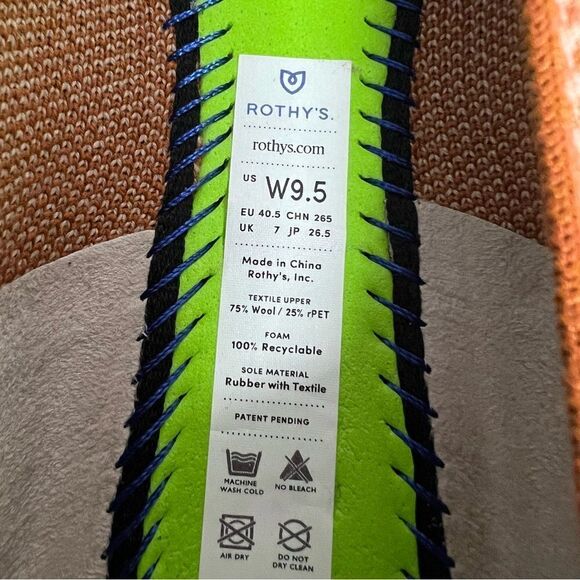 ROTHY'S.
rothys.com
US W9.5
EU 40.5 CHN 265
UK 7 JP 26.5
Made in China
Rothy's, Inc.
TEXTILE UPPER
75% Wool / 25% rPET
FOAM
100% Recyclable
SOLE MATERIAL
Rubber with Textile
PATENT PENDING
MACHINE
WASH COLD
NO BLEACH
AIR DRY
DO NOT
DRY CLEAN